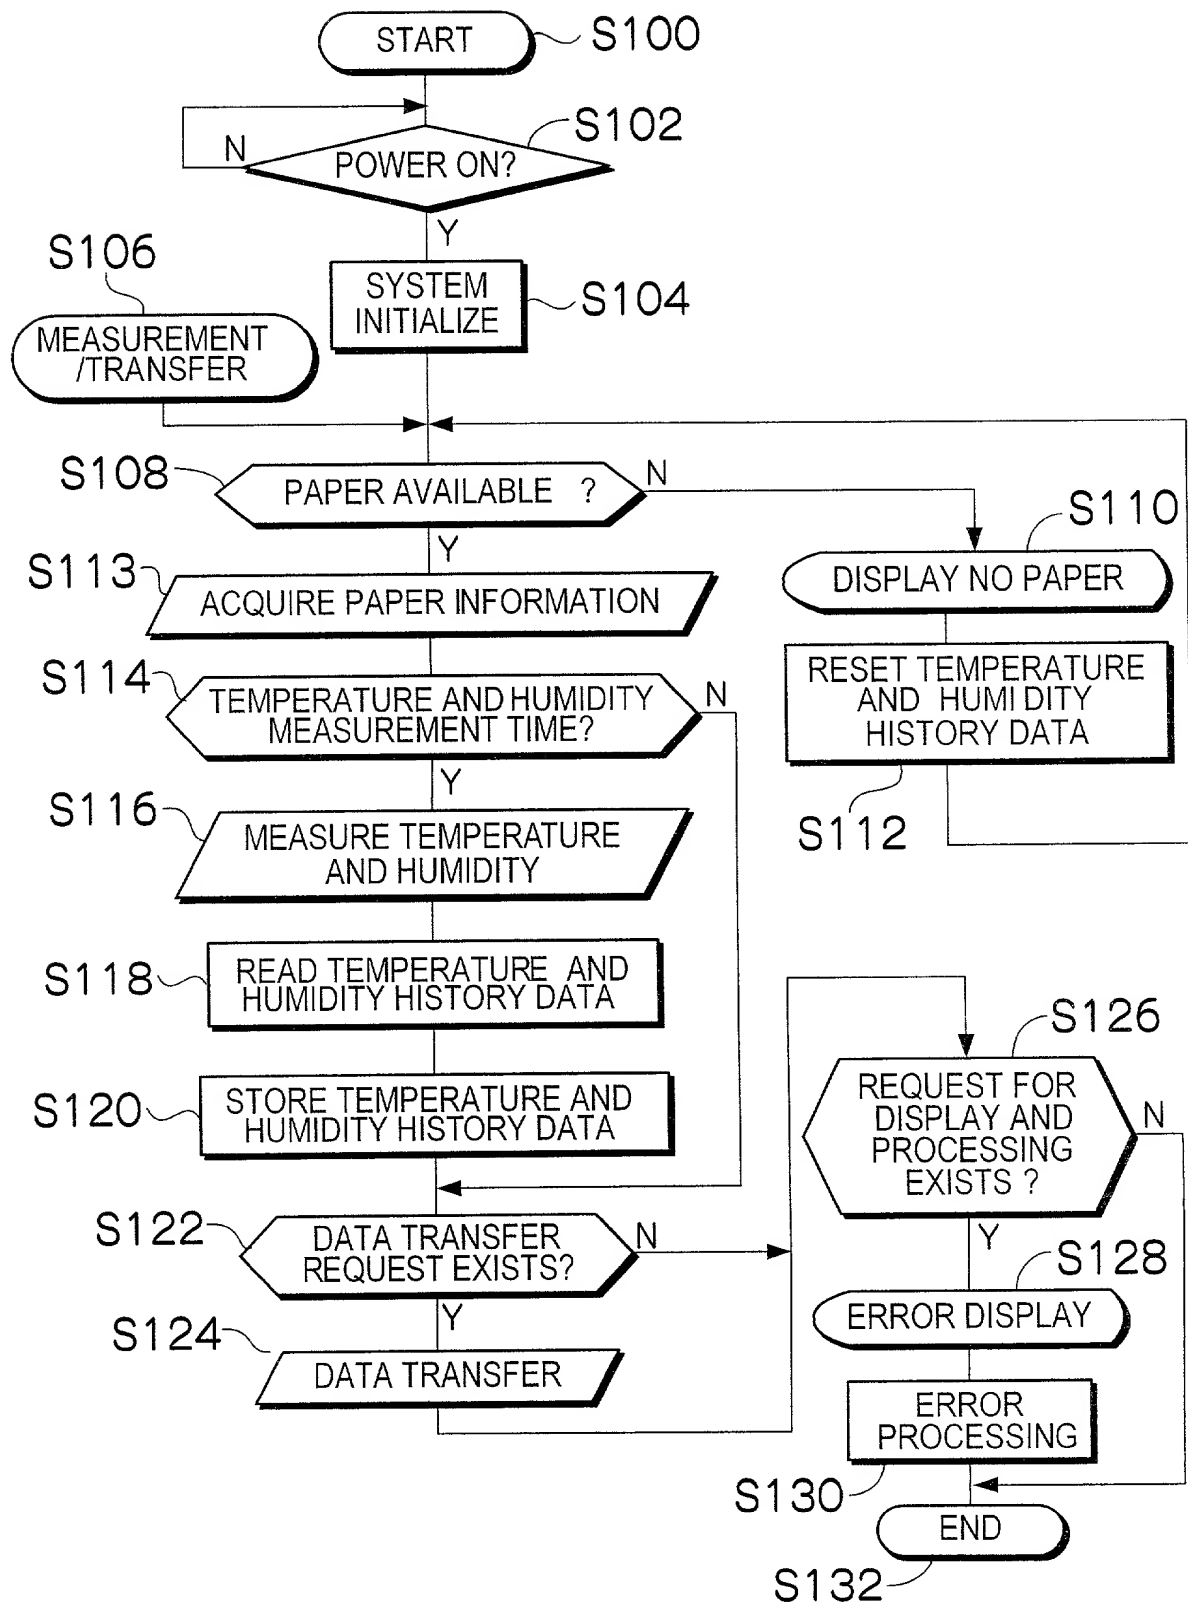 START
S100
S102
N
POWER ON?
Y
S106
SYSTEM
INITIALIZE
S104
MEASUREMENT
/TRANSFER
S108
PAPER AVAILABLE ?
N
Y
S110
DISPLAY NO PAPER
S113
ACQUIRE PAPER INFORMATION
RESET TEMPERATURE
AND HUMIDITY
HISTORY DATA
S112
S114
TEMPERATURE AND HUMIDITY
MEASUREMENT TIME?
N
Y
S116
MEASURE TEMPERATURE
AND HUMIDITY
S118
READ TEMPERATURE AND
HUMIDITY HISTORY DATA
S120
STORE TEMPERATURE AND
HUMIDITY HISTORY DATA
S122
DATA TRANSFER
REQUEST EXISTS?
N
Y
S124
DATA TRANSFER
S126
REQUEST FOR
DISPLAY AND
PROCESSING
EXISTS ?
N
Y
S128
ERROR DISPLAY
ERROR
PROCESSING
S130
END
S132